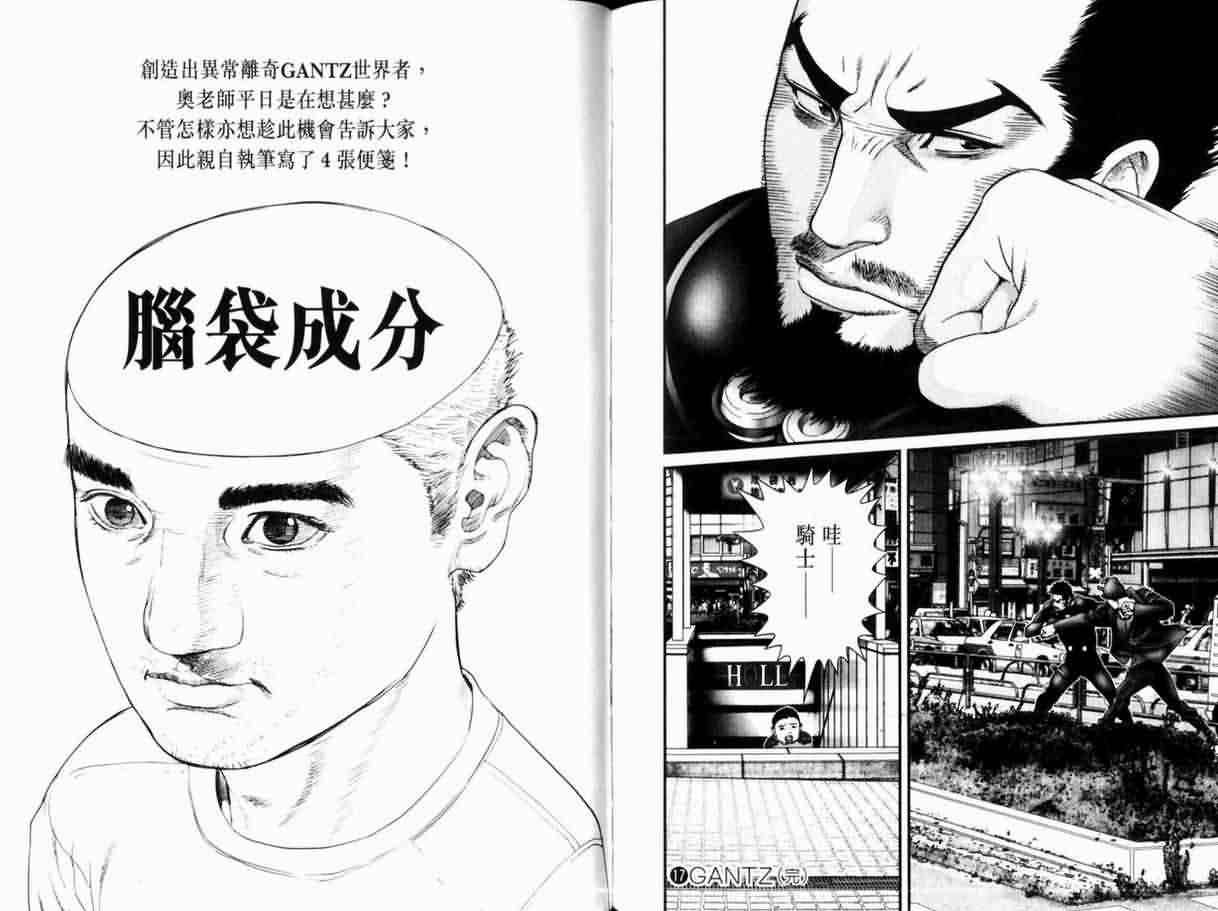 創造出異常離奇GANTZ世界者，
奧老師平日是在想甚麼？
不管怎樣亦想趁此機會告訴大家，
因此親自執筆寫了4張便箋！
腦袋成分
哇——
騎士——
HOLL
⓱GANTZ（完）